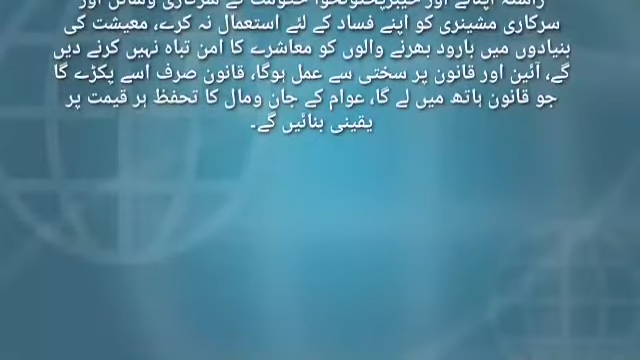 راستہ اپنائے اور خیبرپختونخوا حکومت کے سرکاری وسائل اور
سرکاری مشینری کو اپنے فساد کے لئے استعمال نہ کرے، معیشت کی
بنیادوں میں بارود بھرنے والوں کو معاشرے کا امن تباہ نہیں کرنے دیں
گے، آئین اور قانون پر سختی سے عمل ہوگا، قانون صرف اسے پکڑے گا
جو قانون ہاتھ میں لے گا، عوام کے جان ومال کا تحفظ ہر قیمت پر
یقینی بنائیں گے۔